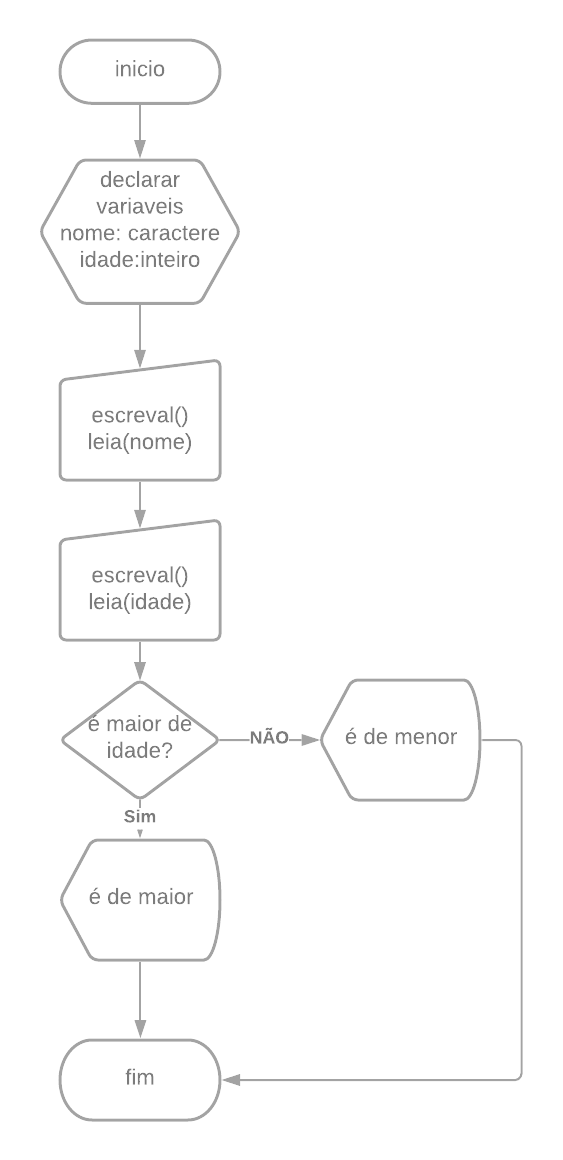 inicio
declarar
variaveis
nome: caractere
idade:inteiro
escreval()
leia(nome)
escreval()
leia(idade)
é maior de
idade?
NÃO
é de menor
Sim
é de maior
fim